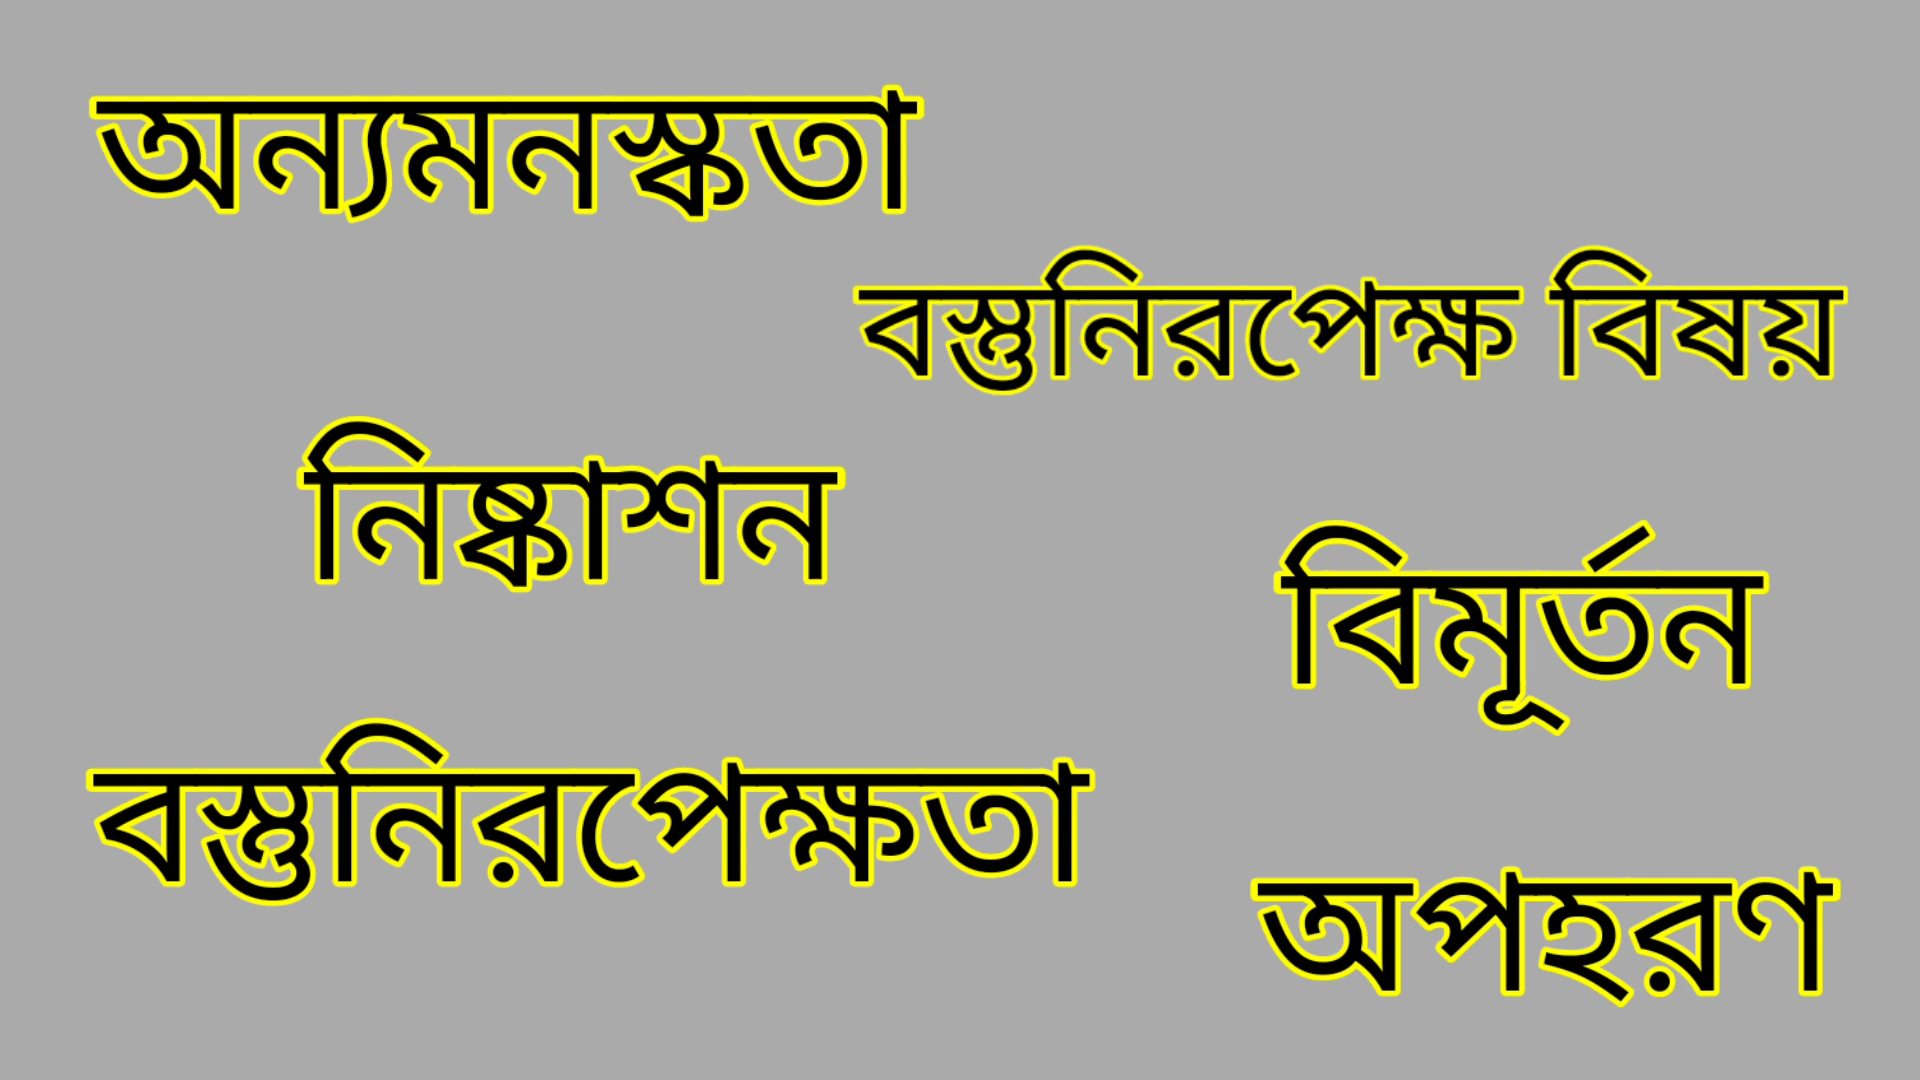 অন্যমনস্কতা
বস্তুনিরপেক্ষ বিষয়
নিষ্কাশন
বিমূর্তন
বস্তুনিরপেক্ষতা
অপহরণ